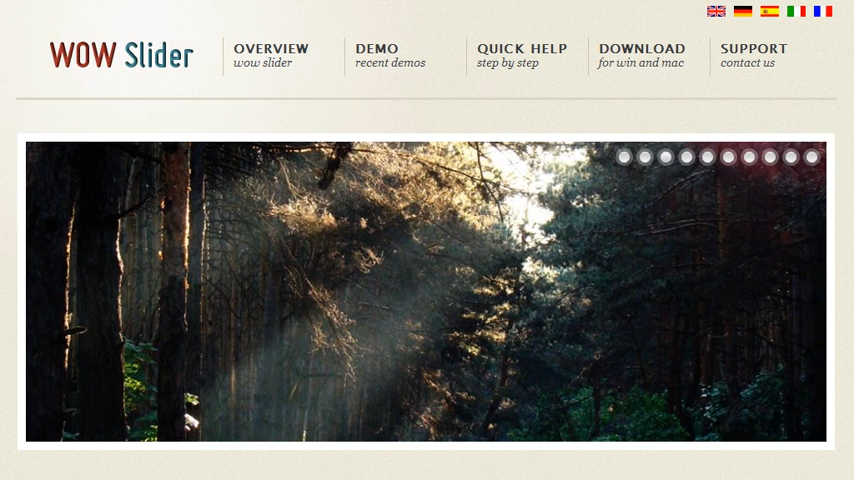 WOW Slider
OVERVIEW
wow slider
DEMO
recent demos
QUICK HELP
step by step
DOWNLOAD
for win and mac
SUPPORT
contact us